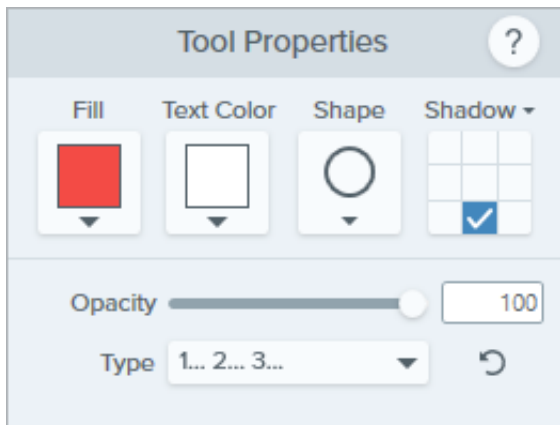 Tool Properties
?
Fill
Text Color
Shape
Shadow
Opacity
100
Type
1... 2... 3...